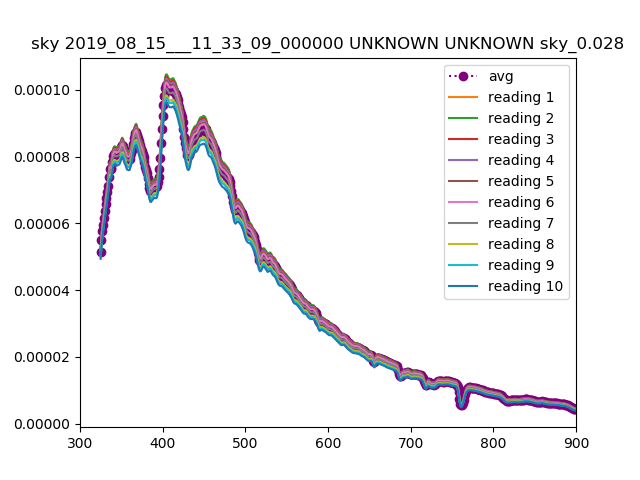 sky 2019_08_15___11_33_09_000000 UNKNOWN UNKNOWN sky_0.028
0.00010
0.00008
0.00006
0.00004
0.00002
0.00000
300 400 500 600 700 800 900
avg
reading 1
reading 2
reading 3
reading 4
reading 5
reading 6
reading 7
reading 8
reading 9
reading 10